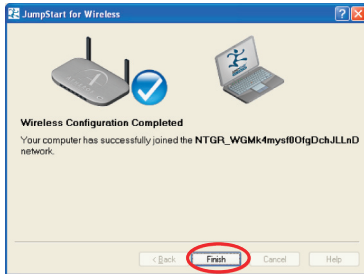 JumpStart for Wireless
Wireless Configuration Completed
Your computer has successfully joined the NTGR_WGMk4mysf0OfgDchJLLnD
network.
< Back Finish Cancel Help